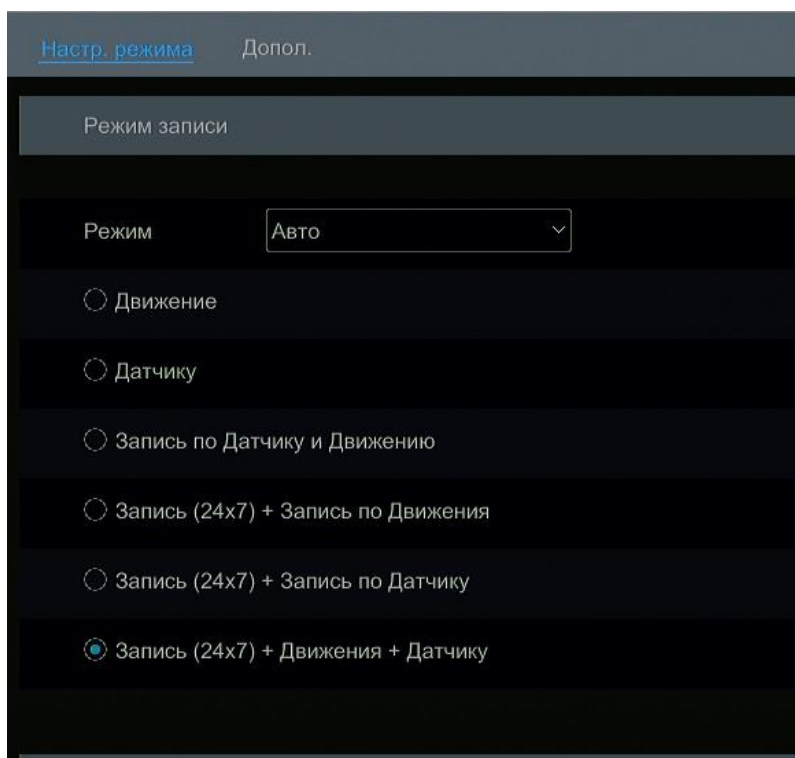 Настр. режима Допол.
Режим записи
Режим Авто
Движение
Датчику
Запись по Датчику и Движению
Запись (24x7) + Запись по Движения
Запись (24x7) + Запись по Датчику
Запись (24x7) + Движения + Датчику